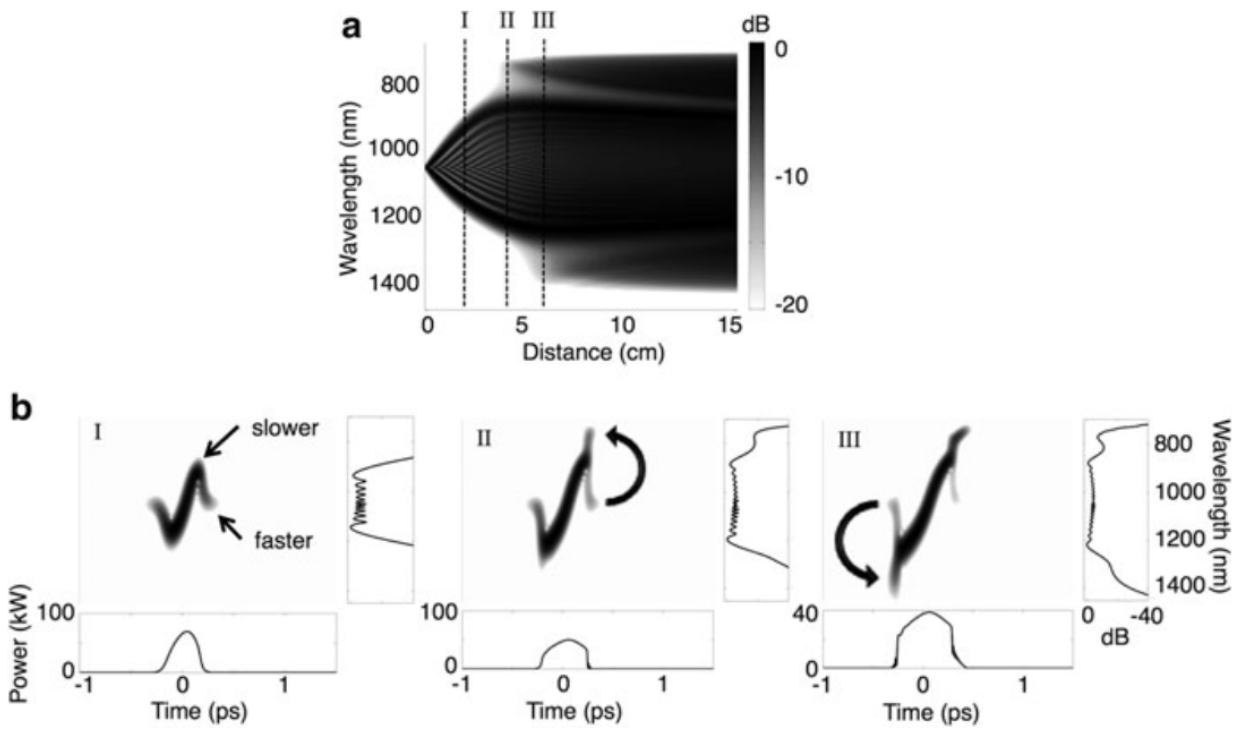 a
I II III
dB
0
-10
-20
Wavelength (nm)
800
1000
1200
1400
0 5 10 15
Distance (cm)
b
I
slower
faster
II
III
800
1000
1200
1400
Wavelength (nm)
0 -40
dB
Power (kW)
100
0
-1 0 1
Time (ps)
100
0
-1 0 1
Time (ps)
40
0
-1 0 1
Time (ps)